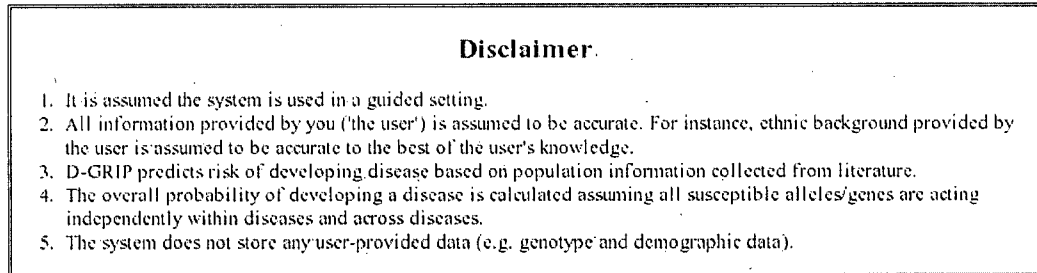 Disclaimer
1. It is assumed the system is used in a guided setting.
2. All information provided by you ('the user') is assumed to be accurate. For instance, ethnic background provided by
the user is assumed to be accurate to the best of the user's knowledge.
3. D-GRIP predicts risk of developing disease based on population information collected from literature.
4. The overall probability of developing a disease is calculated assuming all susceptible alleles/genes are acting
independently within diseases and across diseases.
5. The system does not store any user-provided data (e.g. genotype and demographic data).